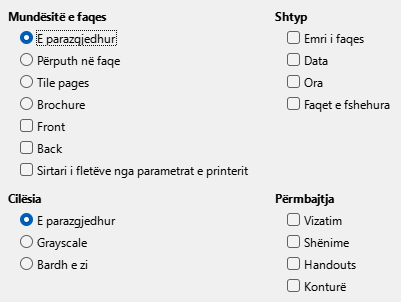 Mundësitë e faqes
E parazgjedhur
Përputh në faqe
Tile pages
Brochure
Front
Back
Sirtari i fletëve nga parametrat e printerit
Shtyp
Emri i faqes
Data
Ora
Faqet e fshehura
Cilësia
E parazgjedhur
Grayscale
Bardh e zi
Përmbajtja
Vizatim
Shënime
Handouts
Konturë